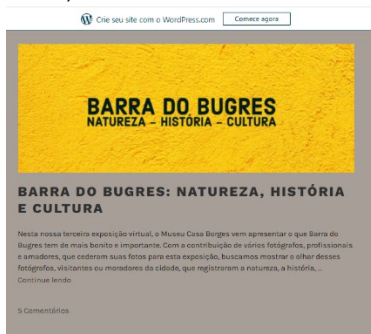 Crie seu site com o WordPress.com
Comece agora
BARRA DO BUGRES
NATUREZA – HISTÓRIA – CULTURA
BARRA DO BUGRES: NATUREZA, HISTÓRIA
E CULTURA
Nesta nossa terceira exposição virtual, o Museu Casa Borges vem apresentar o que Barra do
Bugres tem de mais bonito e importante. Com a contribuição de vários fotógrafos, profissionais
e amadores, que cederam suas fotos para esta exposição, buscamos mostrar o olhar desses
fotógrafos, visitantes ou moradores da cidade, que registraram a natureza, a história, ...
Continue lendo
5 Comentários